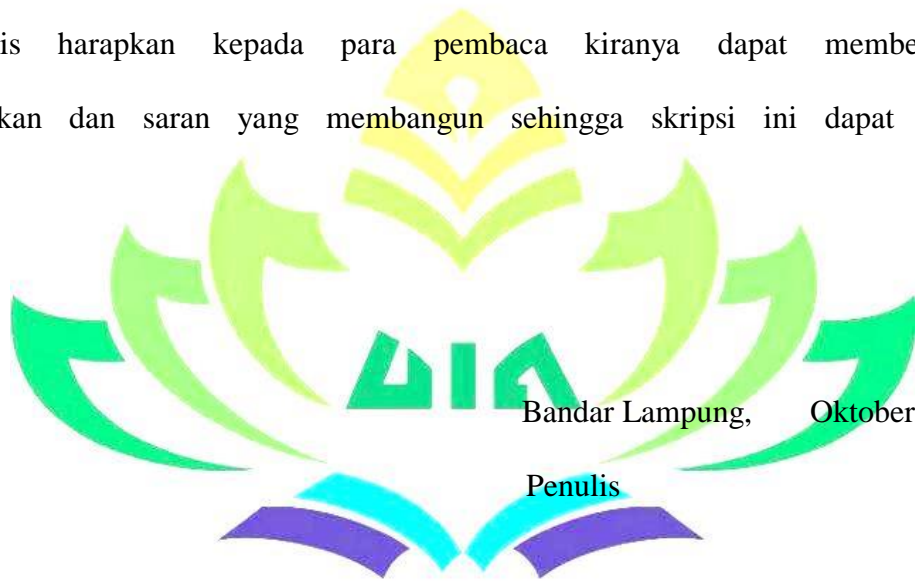 is harapkan kepada para pembaca kiranya dapat membe
kan dan saran yang membangun sehingga skripsi ini dapat
UIN
Bandar Lampung, Oktober
Penulis